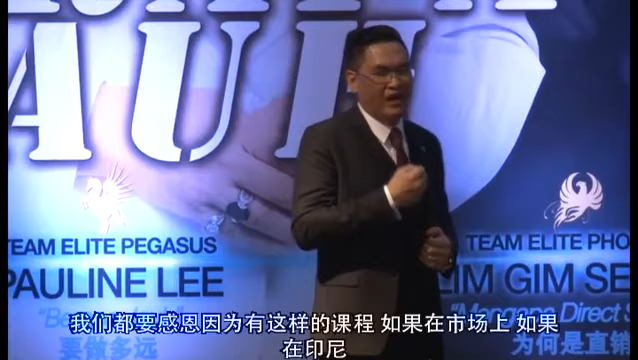 TEAM ELITE PEGASUS
PAULINE LEE
要做多远
TEAM ELITE PHO
LIM GIM SE
Direct S
为何是直销
我们都要感恩因为有这样的课程 如果在市场上 如果
在印尼